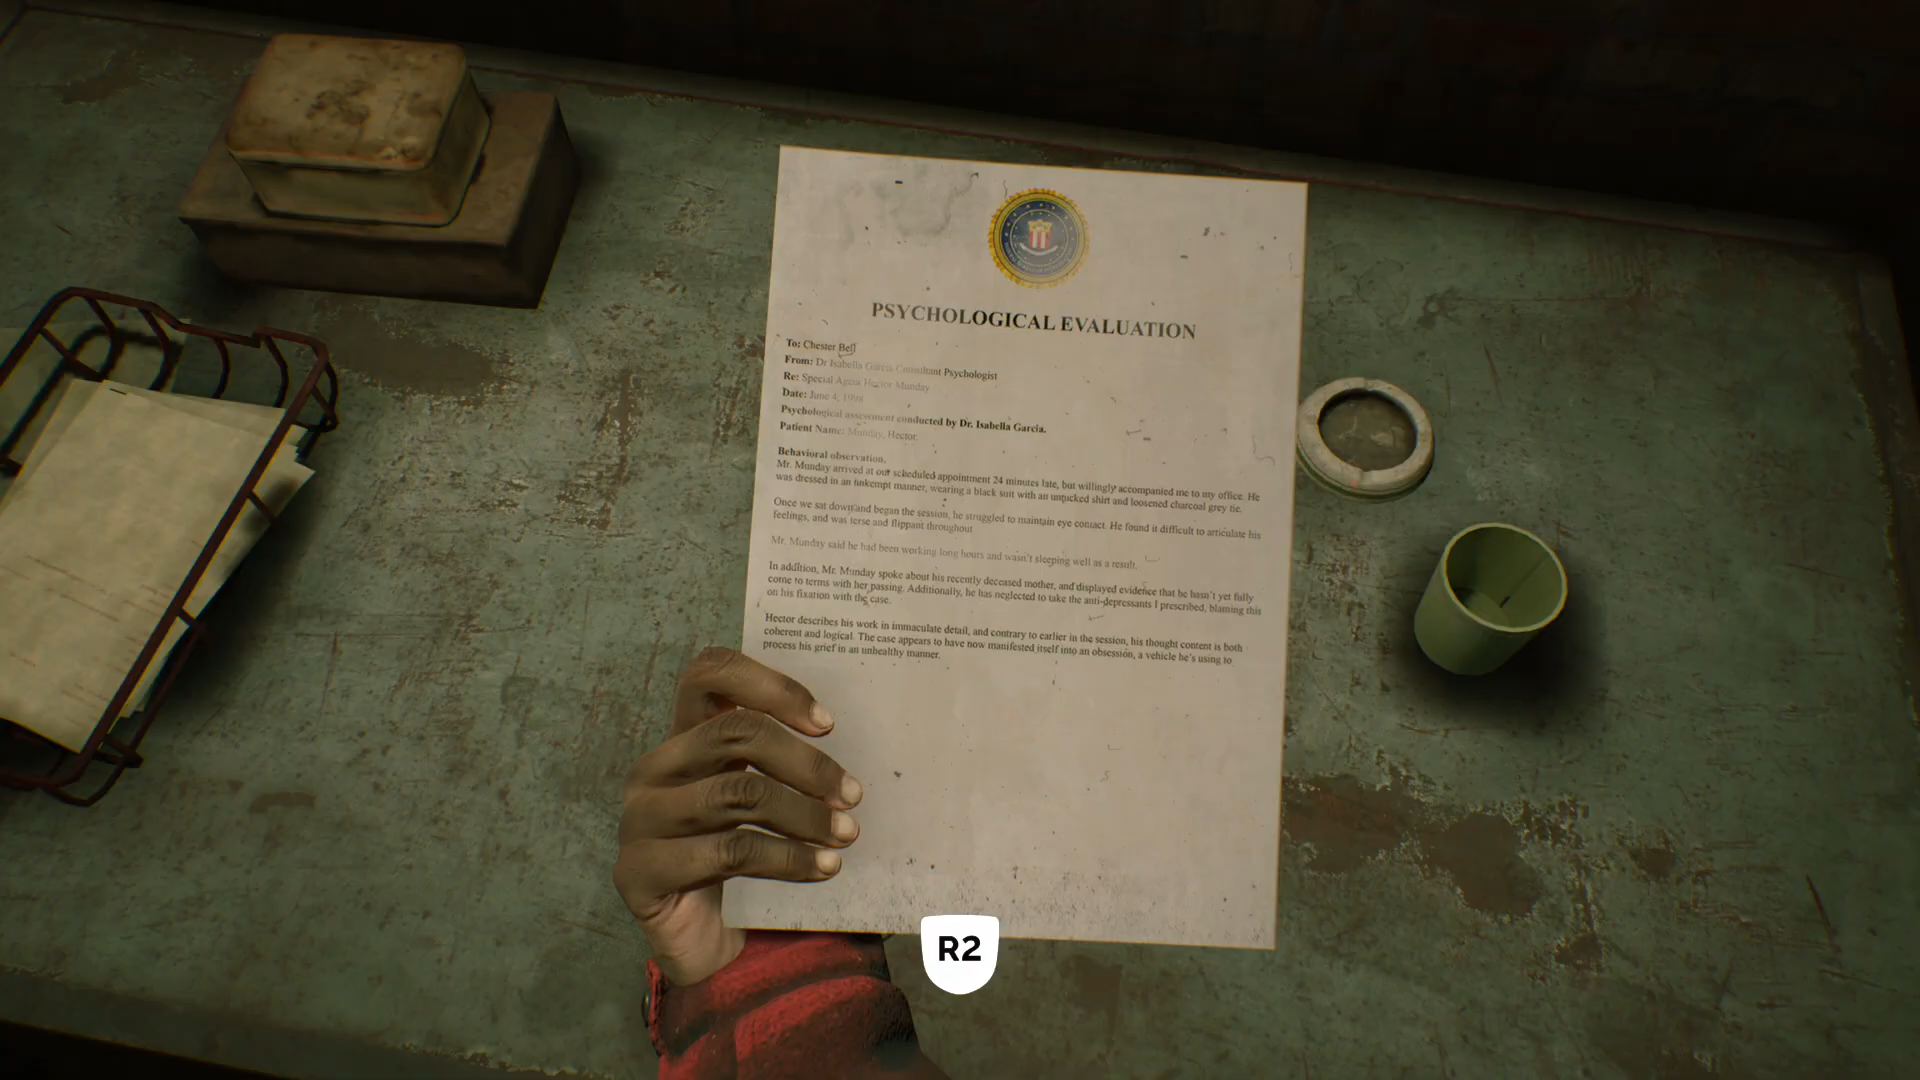 PSYCHOLOGICAL EVALUATION
To: Chester Bell
From: Dr Isabella Garcia Consultant Psychologist
Re: Special Agent Hector Munday
Date: June 4, 1998
Psychological assessment conducted by Dr. Isabella Garcia.
Patient Name: Munday, Hector.
Behavioral observation.
Mr. Munday arrived at our scheduled appointment 24 minutes late, but willingly accompanied me to my office. He
was dressed in an unkempt manner, wearing a black suit with an untucked shirt and loosened charcoal grey tie.
Once we sat down and began the session, he struggled to maintain eye contact. He found it difficult to articulate his
feelings, and was terse and flippant throughout
Mr. Munday said he had been working long hours and wasn't sleeping well as a result.
In addition, Mr. Munday spoke about his recently deceased mother, and displayed evidence that he hasn't yet fully
come to terms with her passing. Additionally, he has neglected to take the anti-depressants I prescribed, blaming this
on his fixation with the case.
Hector describes his work in immaculate detail, and contrary to earlier in the session, his thought content is both
coherent and logical. The case appears to have now manifested itself into an obsession, a vehicle he's using to
process his grief in an unhealthy manner.
R2